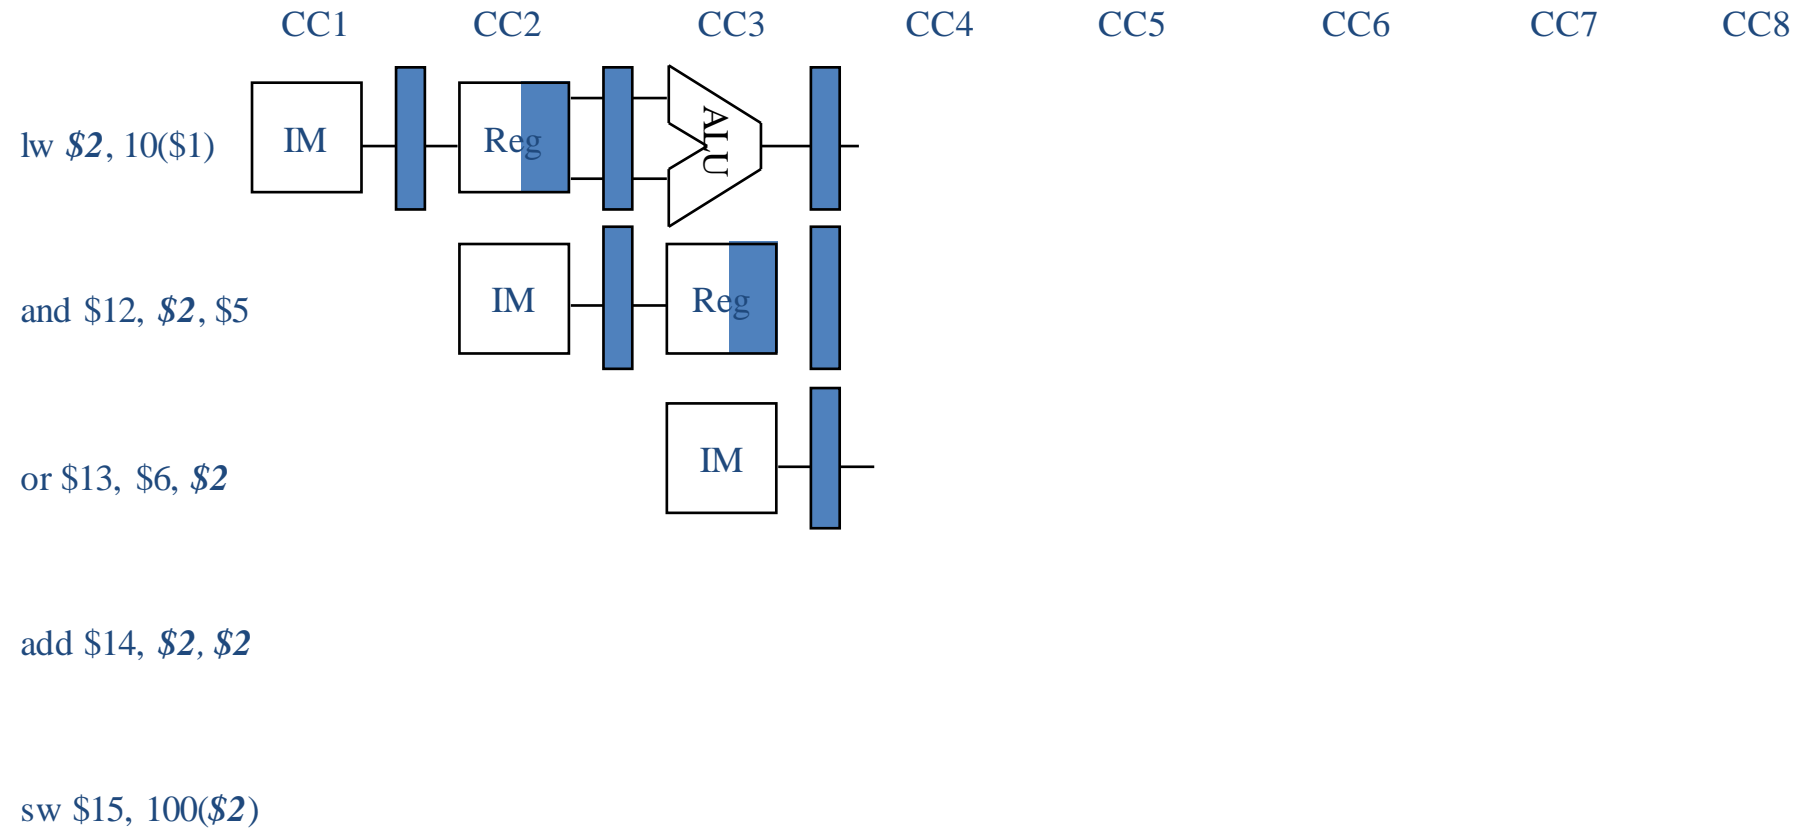 CC1 CC2 CC3 CC4 CC5 CC6 CC7 CC8
lw $2, 10($1) IM Reg ALU
and $12, $2, $5 IM Reg
or $13, $6, $2 IM
add $14, $2, $2
sw $15, 100($2)